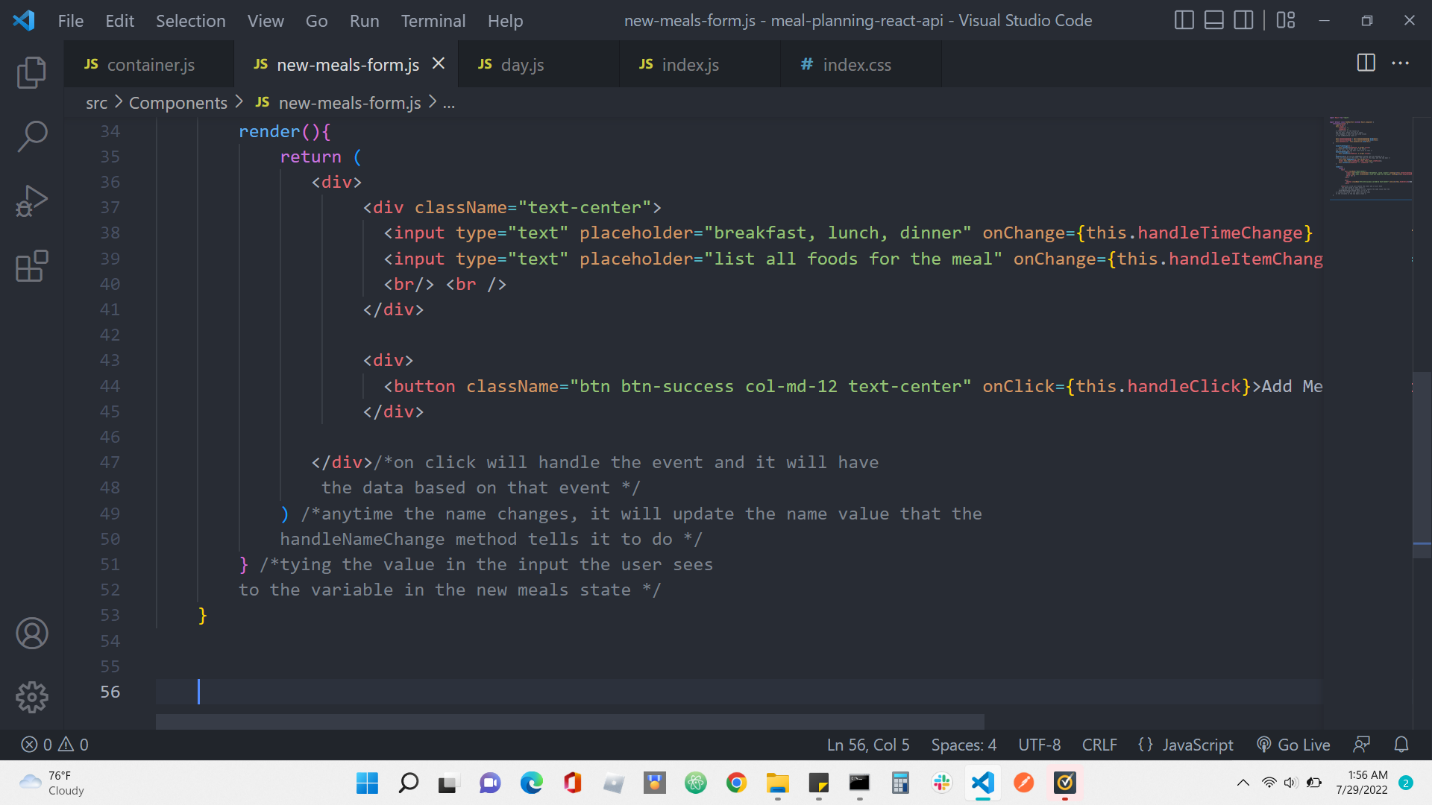 File Edit Selection View Go Run Terminal Help new-meals-form.js - meal-planning-react-api - Visual Studio Code
JS container.js JS new-meals-form.js JS day.js JS index.js # index.css
src > Components > JS new-meals-form.js > ...
34 render(){
35 return (
36 <div>
37 <div className="text-center">
38 <input type="text" placeholder="breakfast, lunch, dinner" onChange={this.handleTimeChange}
39 <input type="text" placeholder="list all foods for the meal" onChange={this.handleItemChang
40 <br/> <br />
41 </div>
42
43 <div>
44 <button className="btn btn-success col-md-12 text-center" onClick={this.handleClick}>Add Me
45 </div>
46
47 </div>/*on click will handle the event and it will have
48 the data based on that event */
49 ) /*anytime the name changes, it will update the name value that the
50 handleNameChange method tells it to do */
51 } /*tying the value in the input the user sees
52 to the variable in the new meals state */
53 }
54
55
56
0 0 Ln 56, Col 5 Spaces: 4 UTF-8 CRLF {} JavaScript Go Live
76°F
Cloudy
1:56 AM
7/29/2022
2